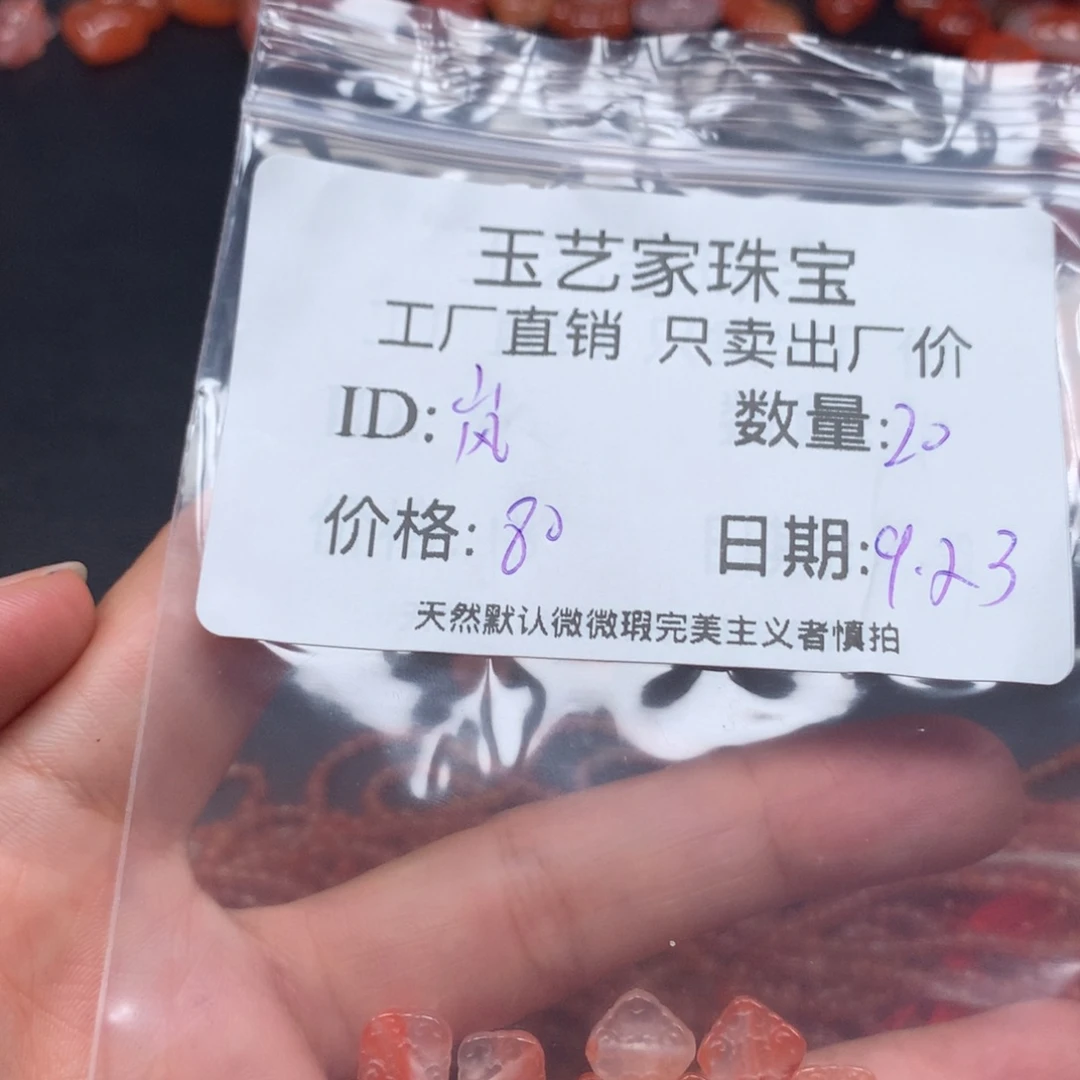 玉艺家珠宝
工厂直销 只卖出厂价
ID:岚 数量:20
价格:80 日期:9.23
天然默认微微瑕完美主义者慎拍